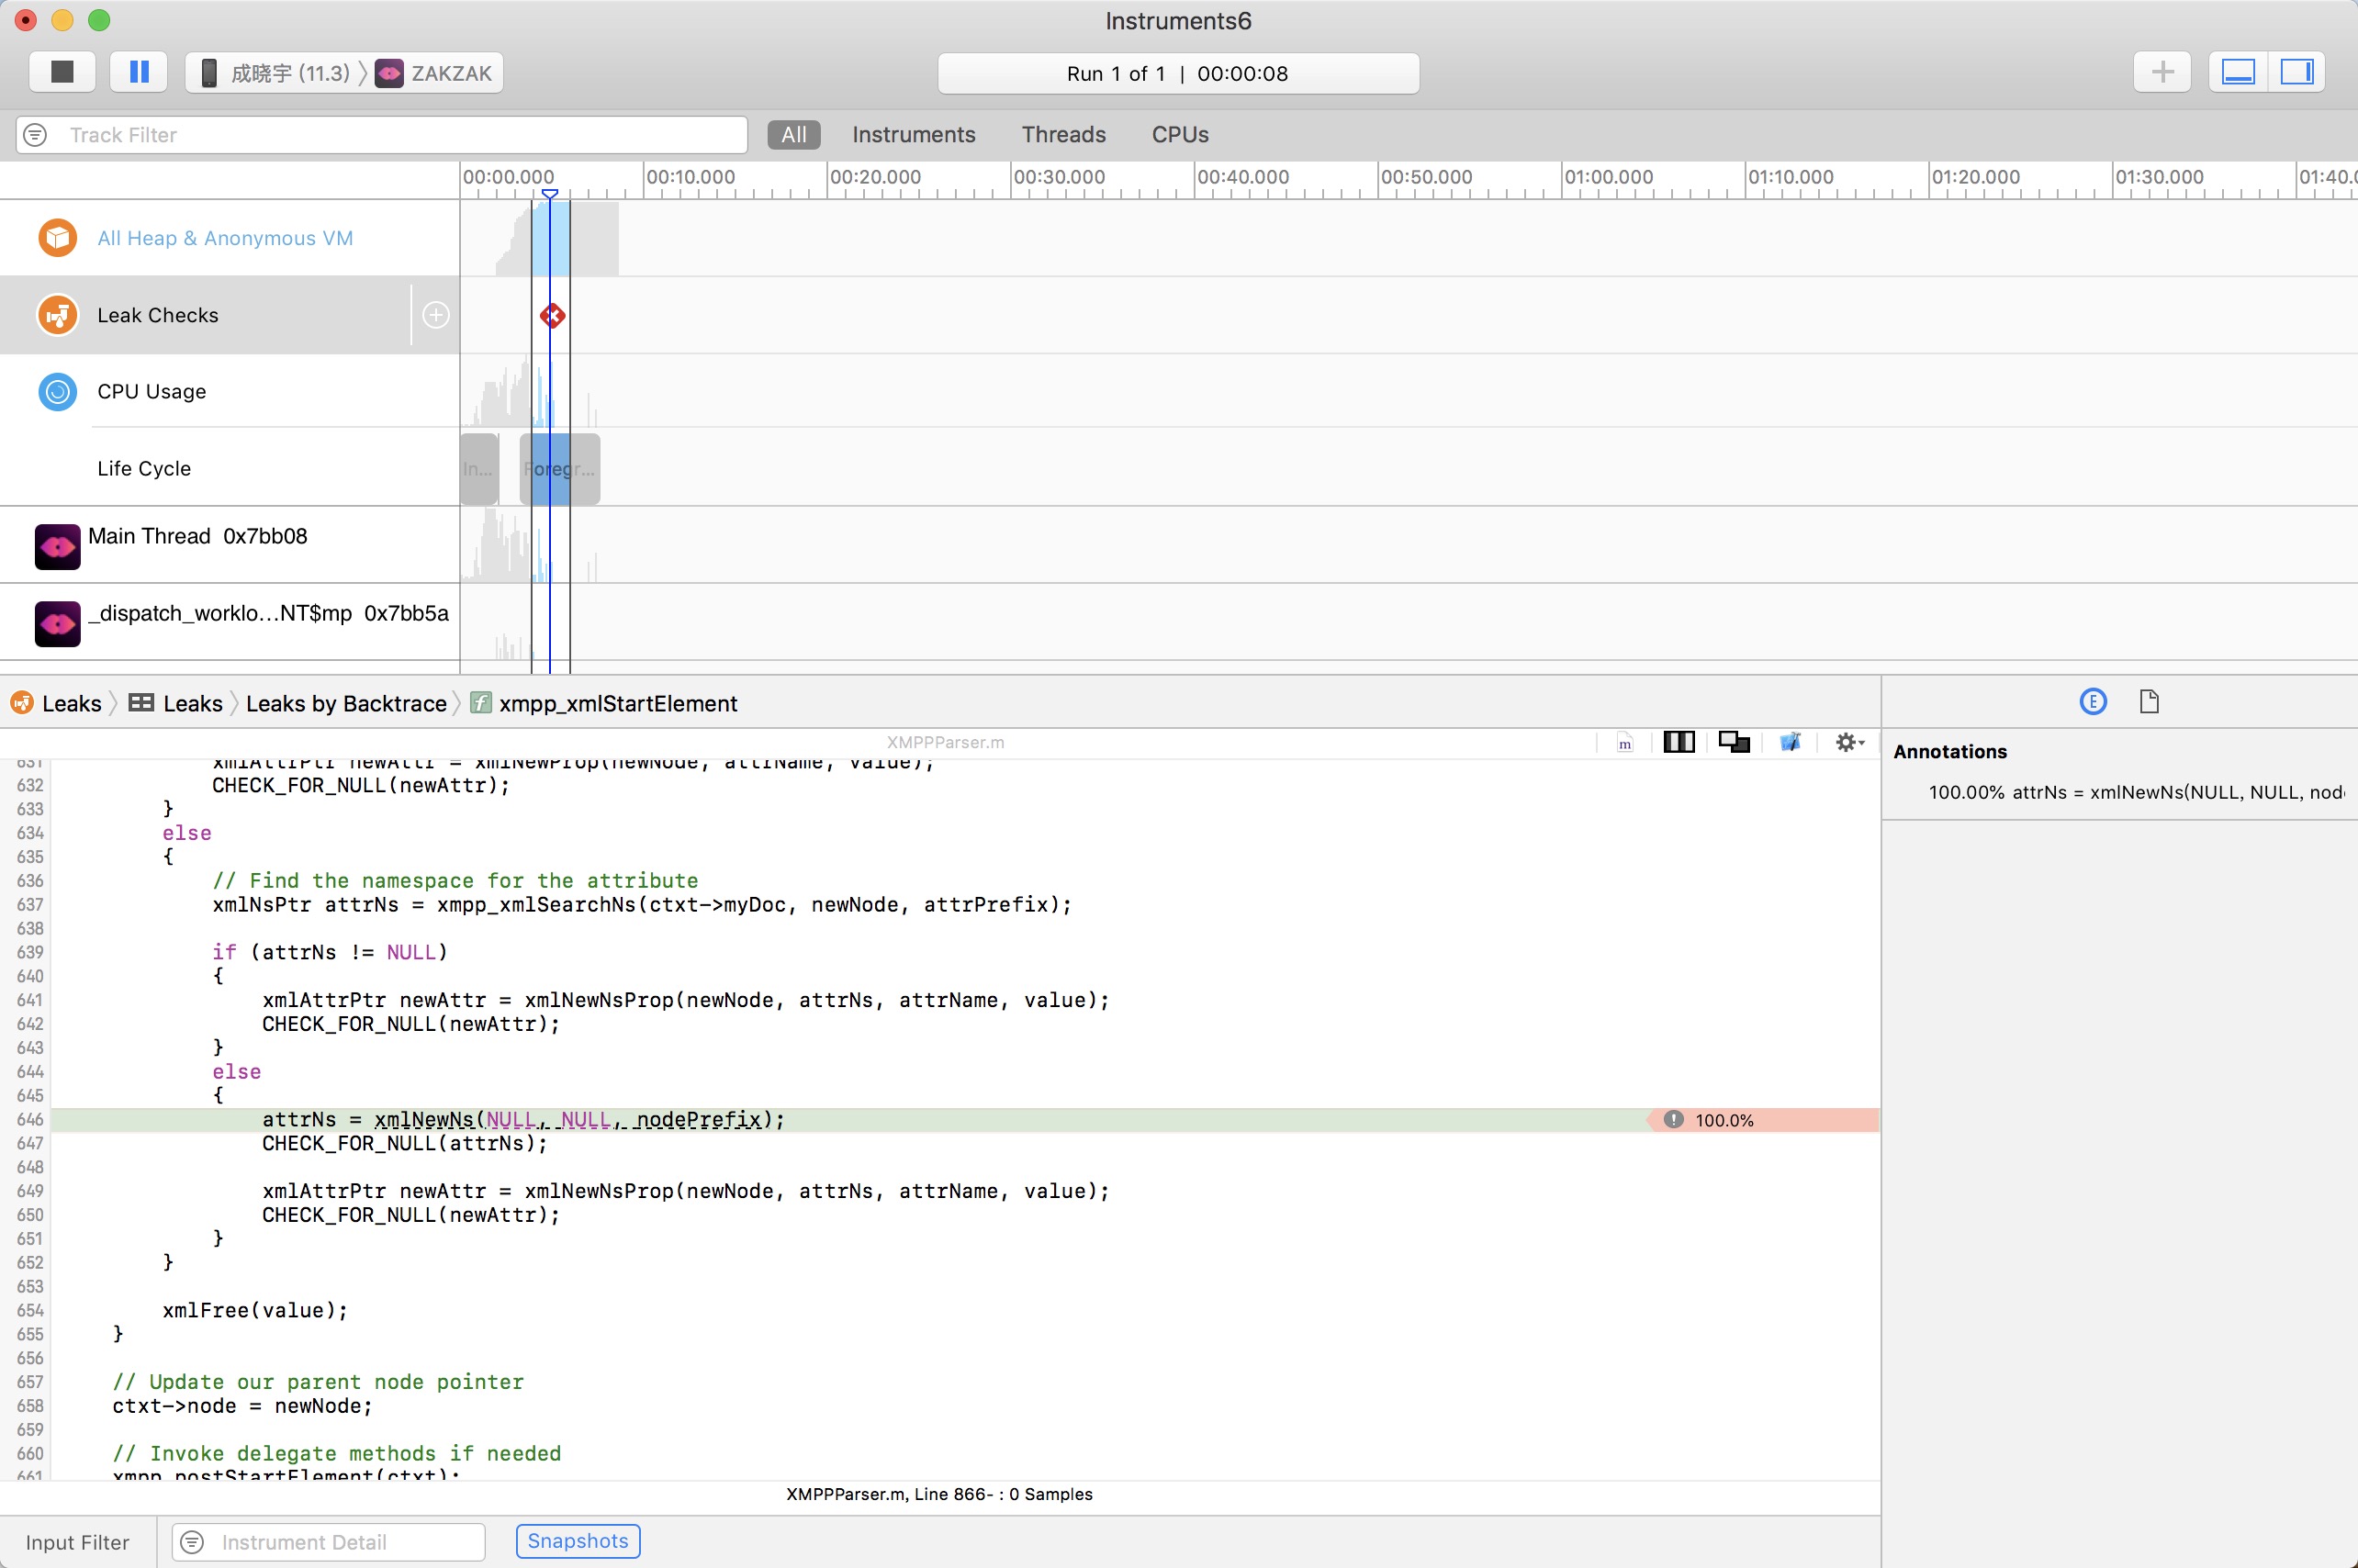 Instruments6
成晓宇 (11.3) 〉 ZAKZAK
Run 1 of 1 | 00:00:08
Track Filter
All Instruments Threads CPUs
00:00.000 00:10.000 00:20.000 00:30.000 00:40.000 00:50.000 01:00.000 01:10.000 01:20.000 01:30.000 01:40.0
All Heap & Anonymous VM
Leak Checks
CPU Usage
Life Cycle
In... Foregr...
Main Thread 0x7bb08
_dispatch_worklo…NT$mp 0x7bb5a
Leaks 〉 Leaks 〉 Leaks by Backtrace 〉 f xmpp_xmlStartElement
E
XMPPParser.m
m
Annotations
100.00% attrNs = xmlNewNs(NULL, NULL, nod
631 xmlAttrPtr newAttr = xmlNewProp(newNode, attrName, value);
632 CHECK_FOR_NULL(newAttr);
633 }
634 else
635 {
636 // Find the namespace for the attribute
637 xmlNsPtr attrNs = xmpp_xmlSearchNs(ctxt->myDoc, newNode, attrPrefix);
638
639 if (attrNs != NULL)
640 {
641 xmlAttrPtr newAttr = xmlNewNsProp(newNode, attrNs, attrName, value);
642 CHECK_FOR_NULL(newAttr);
643 }
644 else
645 {
646 attrNs = xmlNewNs(NULL, NULL, nodePrefix); 100.0%
647 CHECK_FOR_NULL(attrNs);
648
649 xmlAttrPtr newAttr = xmlNewNsProp(newNode, attrNs, attrName, value);
650 CHECK_FOR_NULL(newAttr);
651 }
652 }
653
654 xmlFree(value);
655 }
656
657 // Update our parent node pointer
658 ctxt->node = newNode;
659
660 // Invoke delegate methods if needed
661 xmpp_postStartElement(ctxt);
XMPPParser.m, Line 866- : 0 Samples
Input Filter Instrument Detail Snapshots